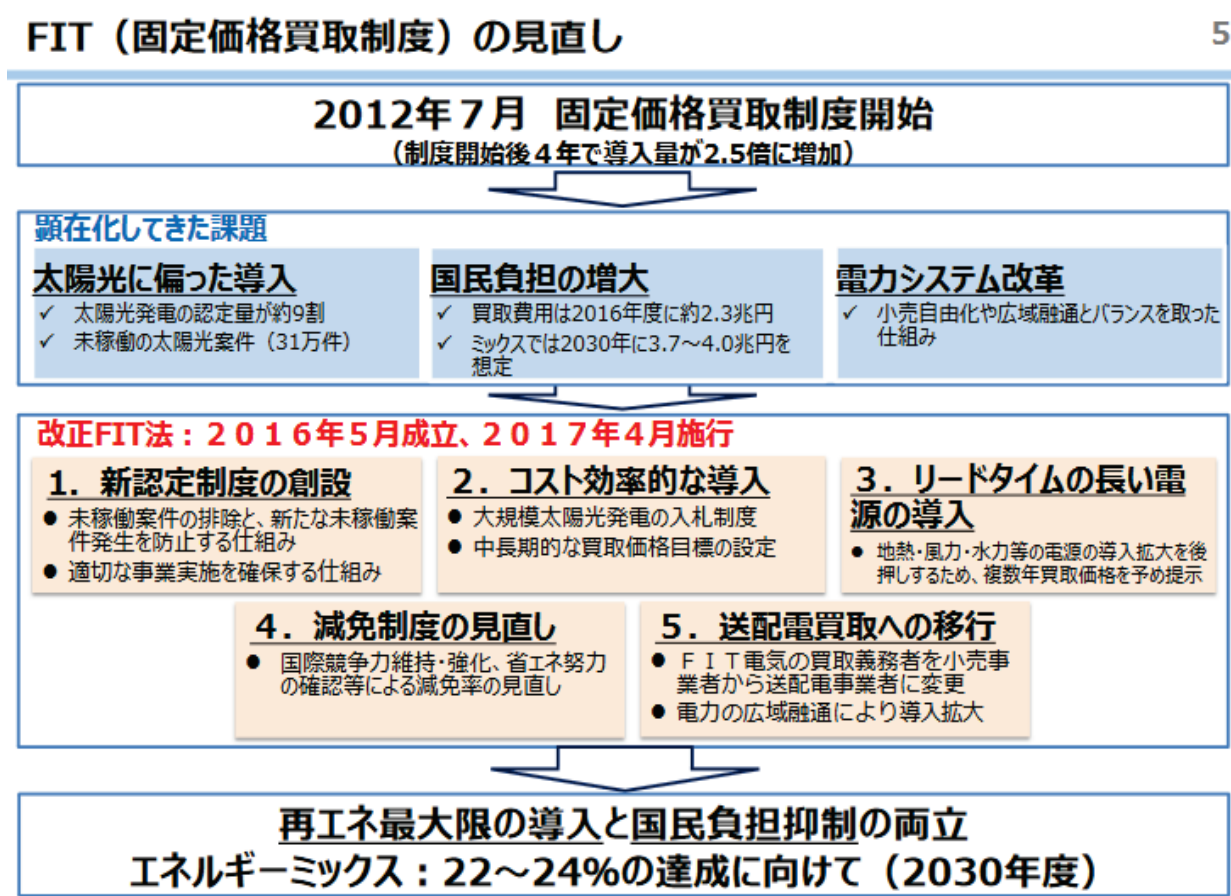 FIT（固定価格買取制度）の見直し
5
2012年７月 固定価格買取制度開始
（制度開始後４年で導入量が2.5倍に増加）
顕在化してきた課題
太陽光に偏った導入
✓ 太陽光発電の認定量が約9割
✓ 未稼働の太陽光案件（31万件）
国民負担の増大
✓ 買取費用は2016年度に約2.3兆円
✓ ミックスでは2030年に3.7～4.0兆円を
想定
電力システム改革
✓ 小売自由化や広域融通とバランスを取った
仕組み
改正FIT法：２０１６年５月成立、２０１７年４月施行
１．新認定制度の創設
● 未稼働案件の排除と、新たな未稼働案
件発生を防止する仕組み
● 適切な事業実施を確保する仕組み
２．コスト効率的な導入
● 大規模太陽光発電の入札制度
● 中長期的な買取価格目標の設定
３．リードタイムの長い電
源の導入
● 地熱・風力・水力等の電源の導入拡大を後
押しするため、複数年買取価格を予め提示
４．減免制度の見直し
● 国際競争力維持・強化、省エネ努力
の確認等による減免率の見直し
５．送配電買取への移行
● ＦＩＴ電気の買取義務者を小売事
業者から送配電事業者に変更
● 電力の広域融通により導入拡大
再エネ最大限の導入と国民負担抑制の両立
エネルギーミックス：22～24%の達成に向けて（2030年度）